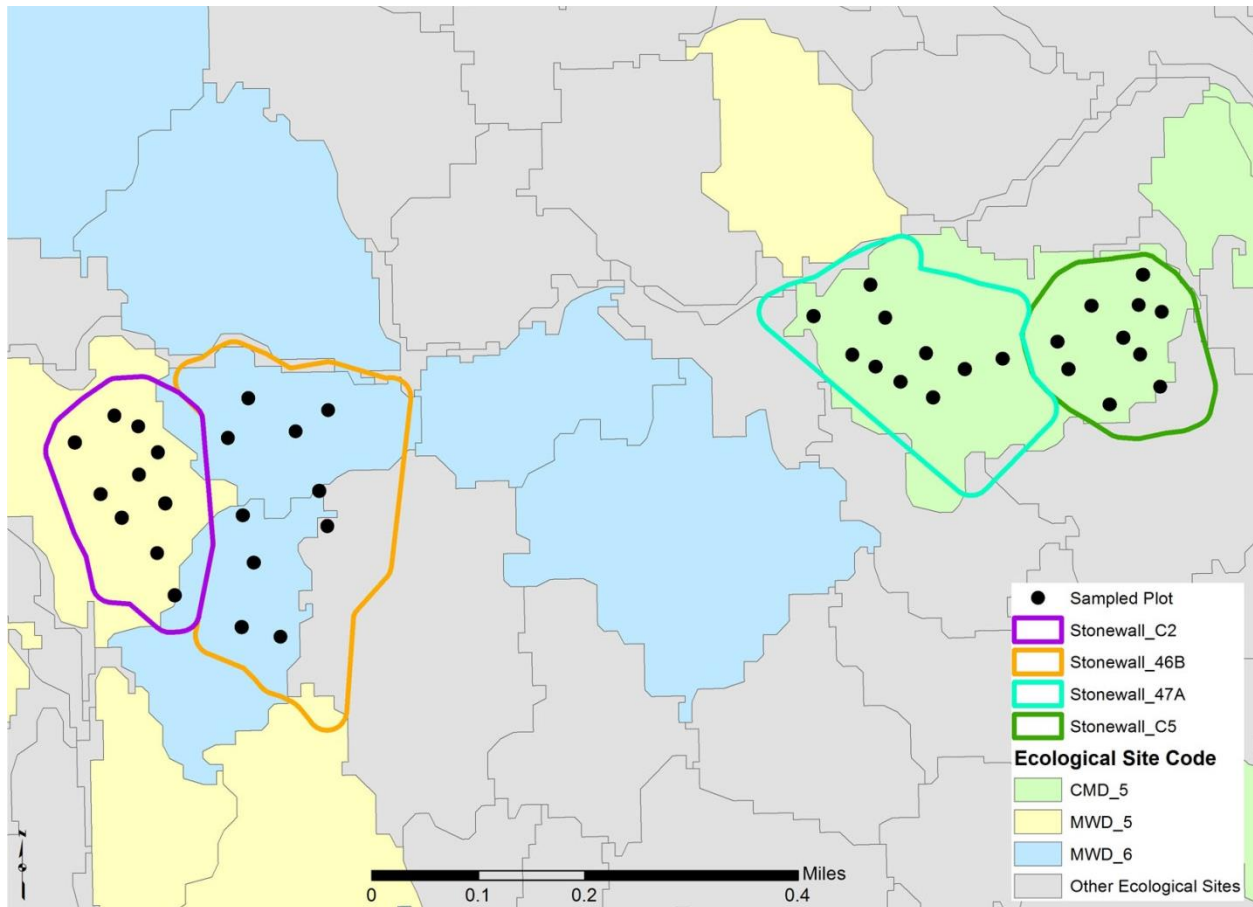 Sampled Plot
Stonewall_C2
Stonewall_46B
Stonewall_47A
Stonewall_C5
Ecological Site Code
CMD_5
MWD_5
MWD_6
Other Ecological Sites
Miles
0 0.1 0.2 0.4